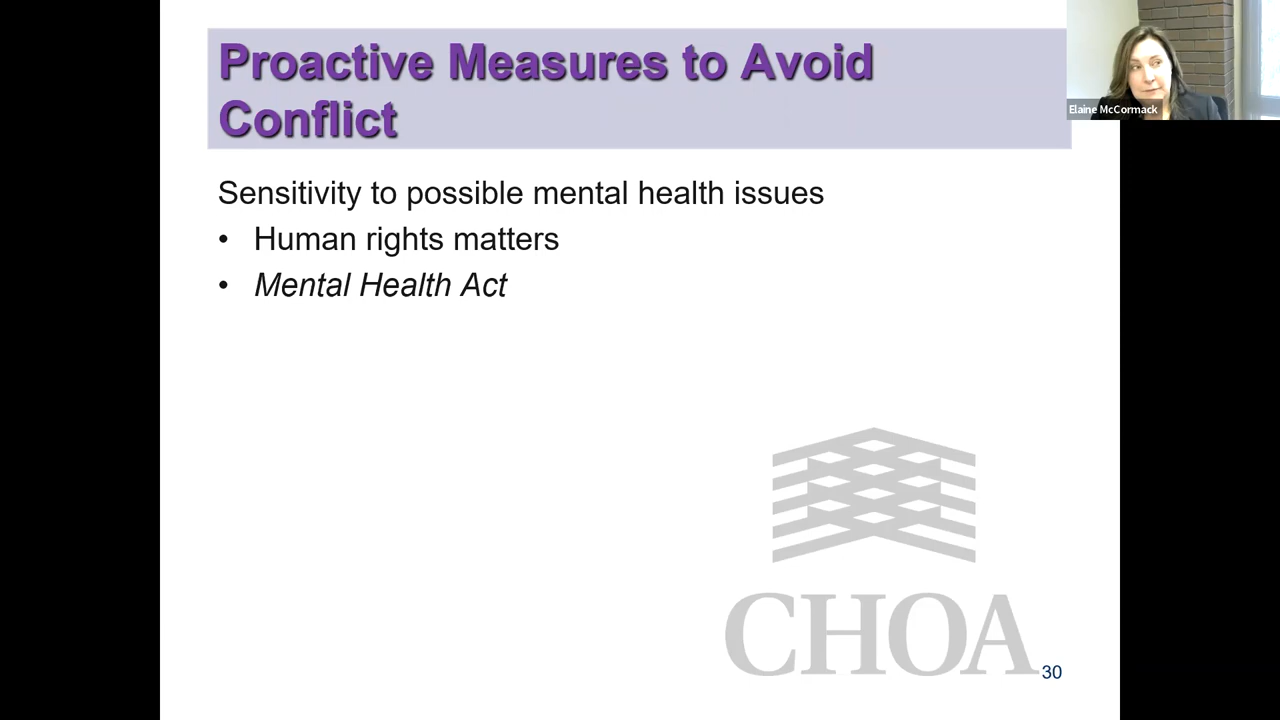 Proactive Measures to Avoid
Conflict
Elaine McCormack
Sensitivity to possible mental health issues
• Human rights matters
• Mental Health Act
CHOA
30